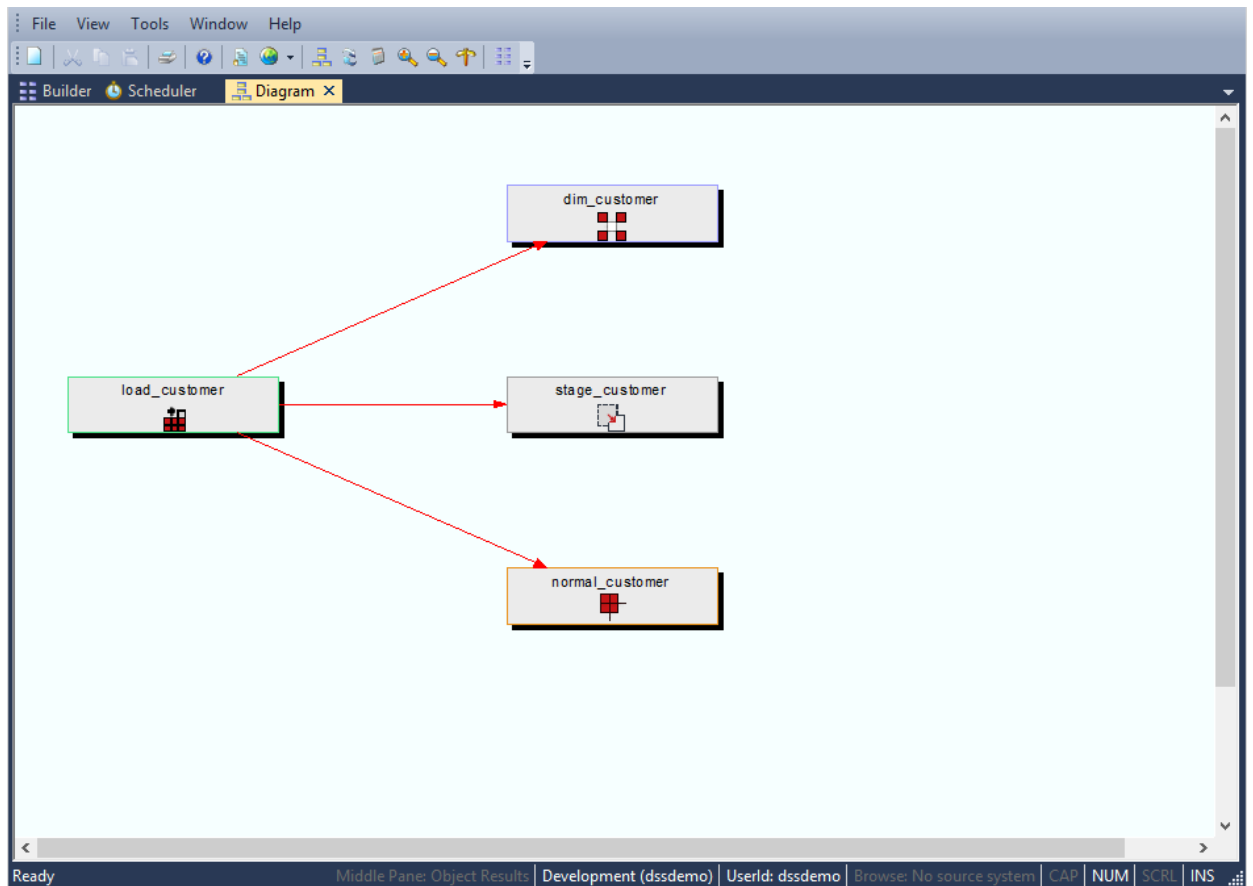 File View Tools Window Help
Builder Scheduler Diagram
dim_customer
load_customer
stage_customer
normal_customer
Ready Middle Pane: Object Results Development (dssdemo) UserId: dssdemo Browse: No source system CAP NUM SCRL INS